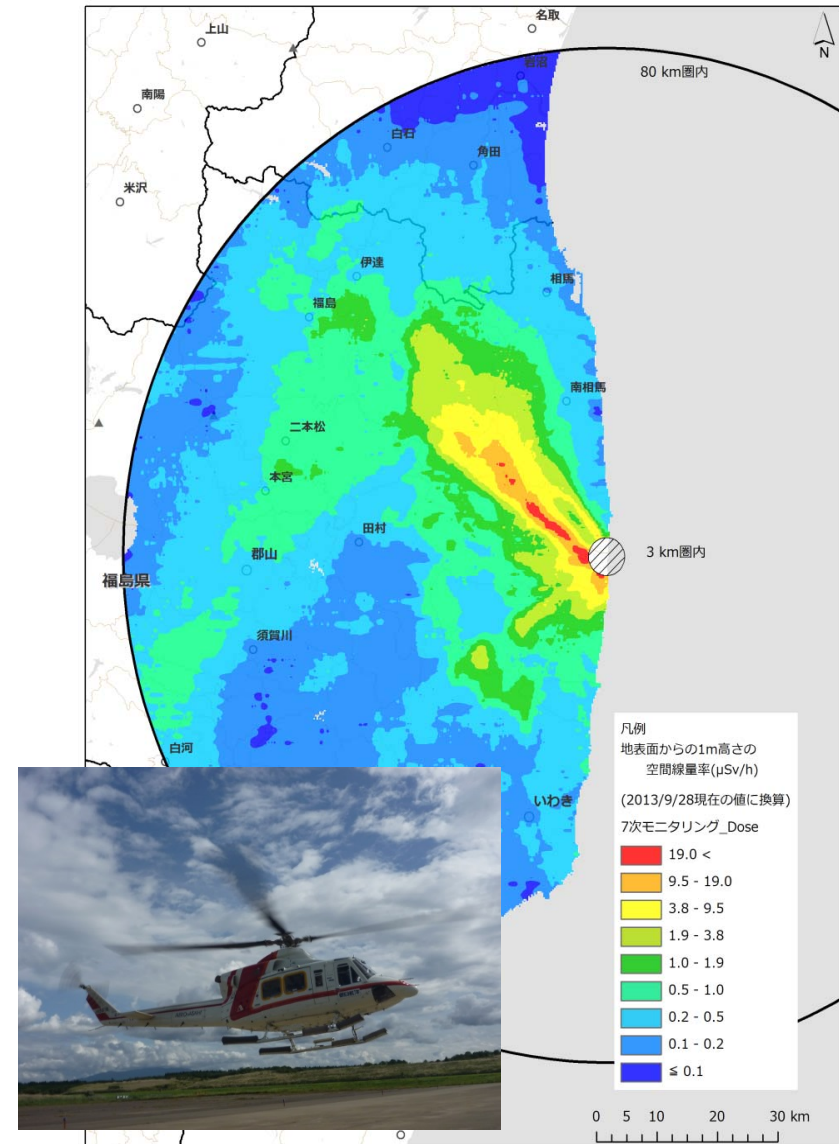 名取
上山
岩沼
80 km圏内
N
南陽
白石
角田
米沢
伊達
相馬
福島
南相馬
二本松
本宮
田村
3 km圏内
郡山
福島県
須賀川
白河
いわき
凡例
地表面からの1m高さの
空間線量率(μSv/h)
(2013/9/28現在の値に換算)
7次モニタリング_Dose
19.0 <
9.5 - 19.0
3.8 - 9.5
1.9 - 3.8
1.0 - 1.9
0.5 - 1.0
0.2 - 0.5
0.1 - 0.2
≦ 0.1
0 5 10 20 30 km